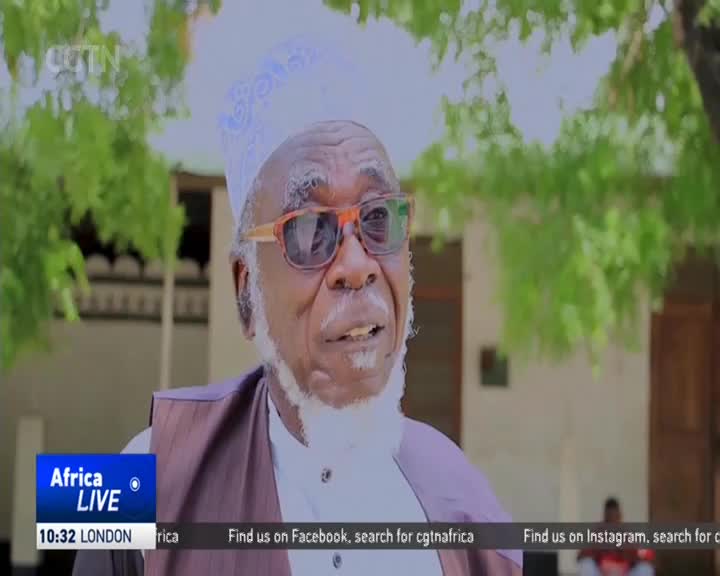 CGTN
Africa
LIVE
10:32 LONDON
rica Find us on Facebook, search for cgtnafrica Find us on Instagram, search for c